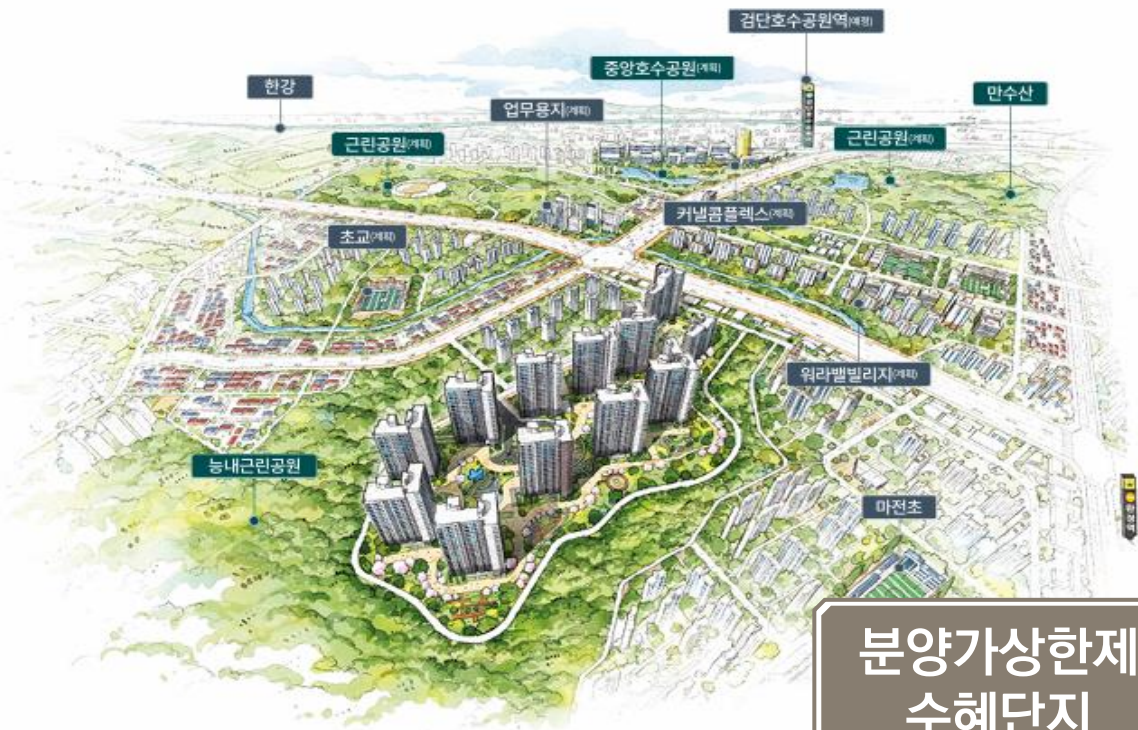 검단호수공원역(예정)
중앙호수공원(계획)
한강
업무용지(계획)
만수산
근린공원(계획)
근린공원(계획)
커낼콤플렉스(계획)
초교(계획)
워라밸빌리지(계획)
능내근린공원
마전초
완정역
분양가상한제
수혜단지